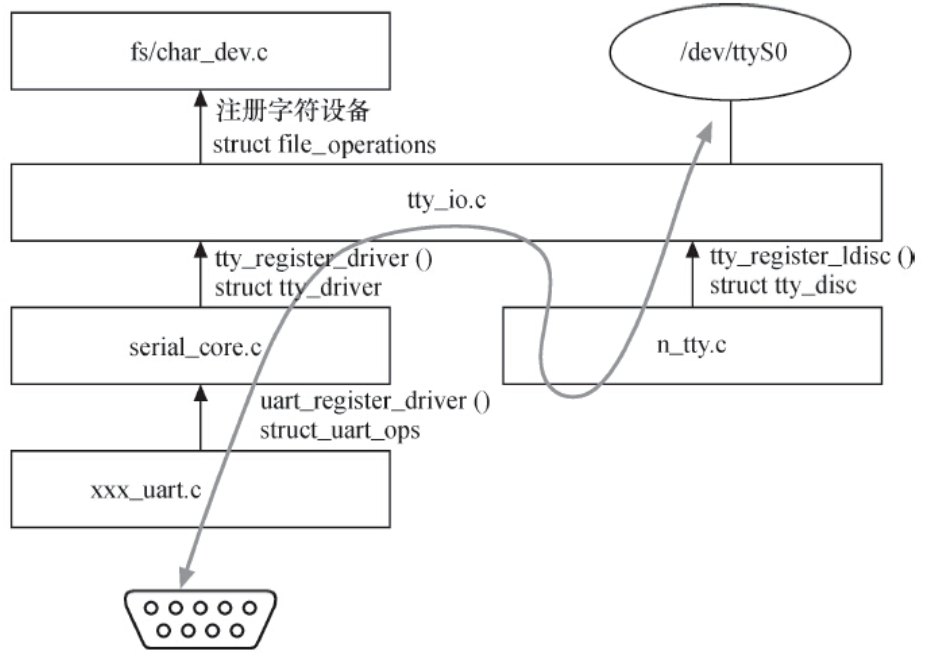 fs/char_dev.c
/dev/ttyS0
注册字符设备
struct file_operations
tty_io.c
tty_register_driver ()
struct tty_driver
tty_register_ldisc ()
struct tty_disc
serial_core.c
n_tty.c
uart_register_driver ()
struct_uart_ops
xxx_uart.c